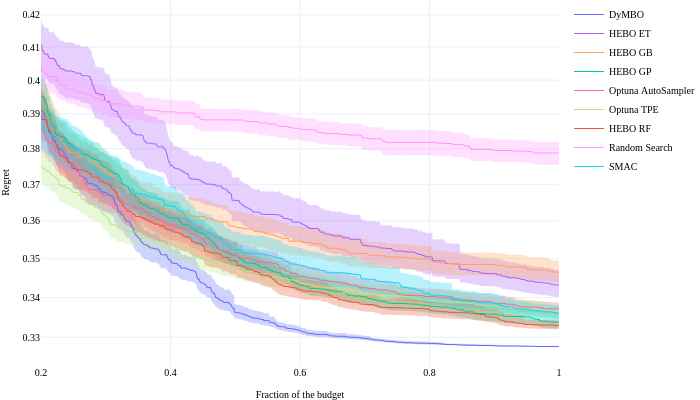 0.42
0.41
0.4
0.39
0.38
0.37
0.36
0.35
0.34
0.33
Regret
0.2
0.4
0.6
0.8
1
Fraction of the budget
DyMBO
HEBO ET
HEBO GB
HEBO GP
Optuna AutoSampler
Optuna TPE
HEBO RF
Random Search
SMAC